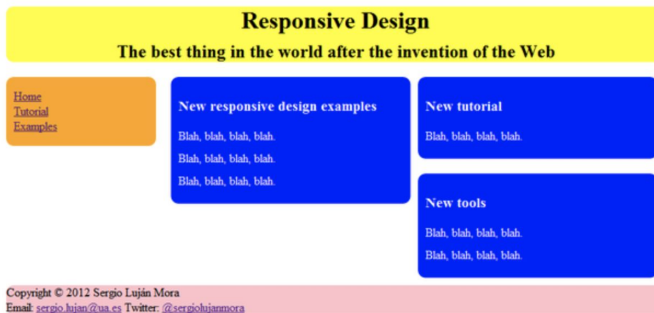 Responsive Design
The best thing in the world after the invention of the Web
Home
Tutorial
Examples
New responsive design examples
Blah, blah, blah, blah.
Blah, blah, blah, blah.
Blah, blah, blah, blah.
New tutorial
Blah, blah, blah, blah.
New tools
Blah, blah, blah, blah.
Blah, blah, blah, blah.
Copyright © 2012 Sergio Luján Mora
Email: sergio.lujan@ua.es Twitter: @sergiolujanmora